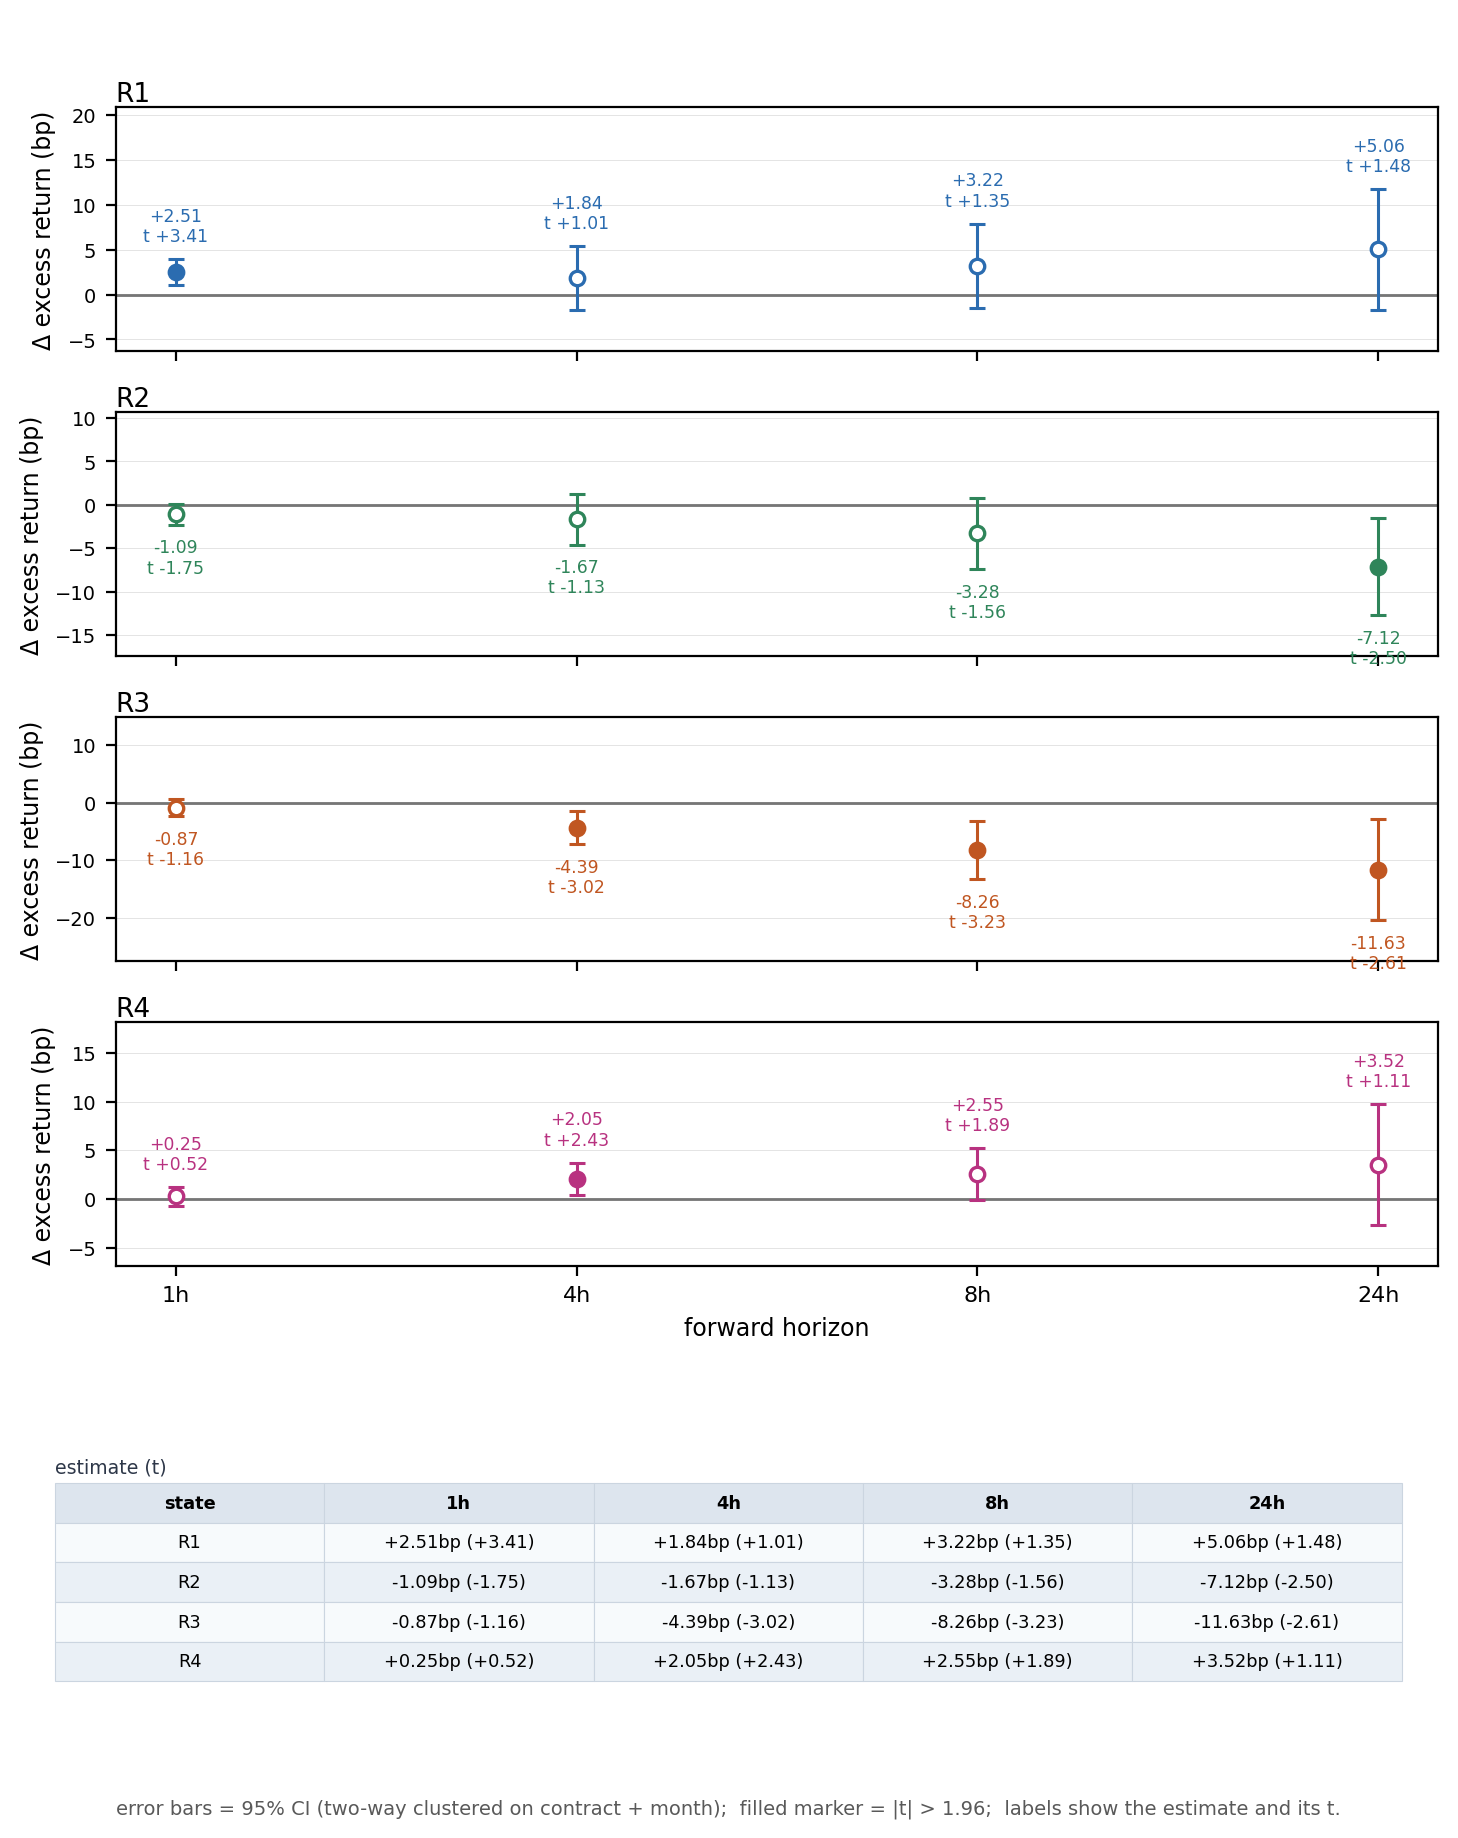 R1
Δ excess return (bp)
20
15
10
5
0
−5
+2.51
t +3.41
+1.84
t +1.01
+3.22
t +1.35
+5.06
t +1.48
R2
Δ excess return (bp)
10
5
0
−5
−10
−15
-1.09
t -1.75
-1.67
t -1.13
-3.28
t -1.56
-7.12
t -2.50
R3
Δ excess return (bp)
10
0
−10
−20
-0.87
t -1.16
-4.39
t -3.02
-8.26
t -3.23
-11.63
t -2.61
R4
Δ excess return (bp)
15
10
5
0
−5
+0.25
t +0.52
+2.05
t +2.43
+2.55
t +1.89
+3.52
t +1.11
1h 4h 8h 24h
forward horizon
estimate (t)
state 1h 4h 8h 24h
R1 +2.51bp (+3.41) +1.84bp (+1.01) +3.22bp (+1.35) +5.06bp (+1.48)
R2 -1.09bp (-1.75) -1.67bp (-1.13) -3.28bp (-1.56) -7.12bp (-2.50)
R3 -0.87bp (-1.16) -4.39bp (-3.02) -8.26bp (-3.23) -11.63bp (-2.61)
R4 +0.25bp (+0.52) +2.05bp (+2.43) +2.55bp (+1.89) +3.52bp (+1.11)
error bars = 95% CI (two-way clustered on contract + month);  filled marker = |t| > 1.96;  labels show the estimate and its t.